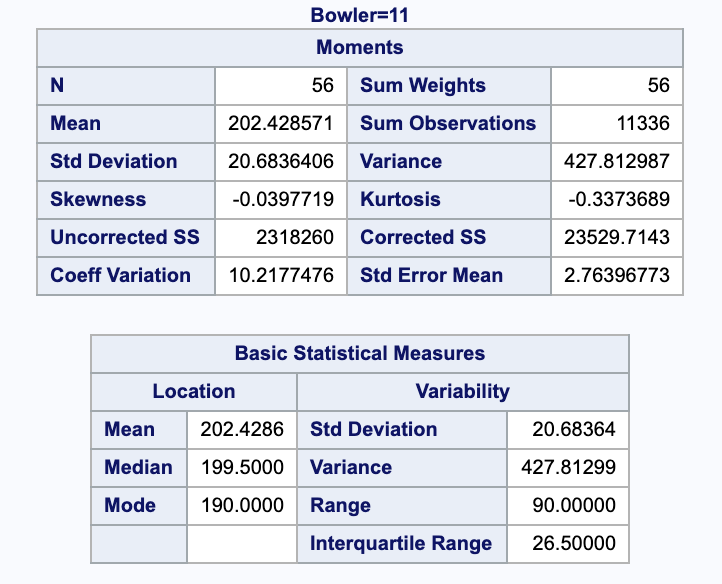 Bowler=11
Moments
N 56 Sum Weights 56
Mean 202.428571 Sum Observations 11336
Std Deviation 20.6836406 Variance 427.812987
Skewness -0.0397719 Kurtosis -0.3373689
Uncorrected SS 2318260 Corrected SS 23529.7143
Coeff Variation 10.2177476 Std Error Mean 2.76396773
Basic Statistical Measures
Location Variability
Mean 202.4286 Std Deviation 20.68364
Median 199.5000 Variance 427.81299
Mode 190.0000 Range 90.00000
Interquartile Range 26.50000